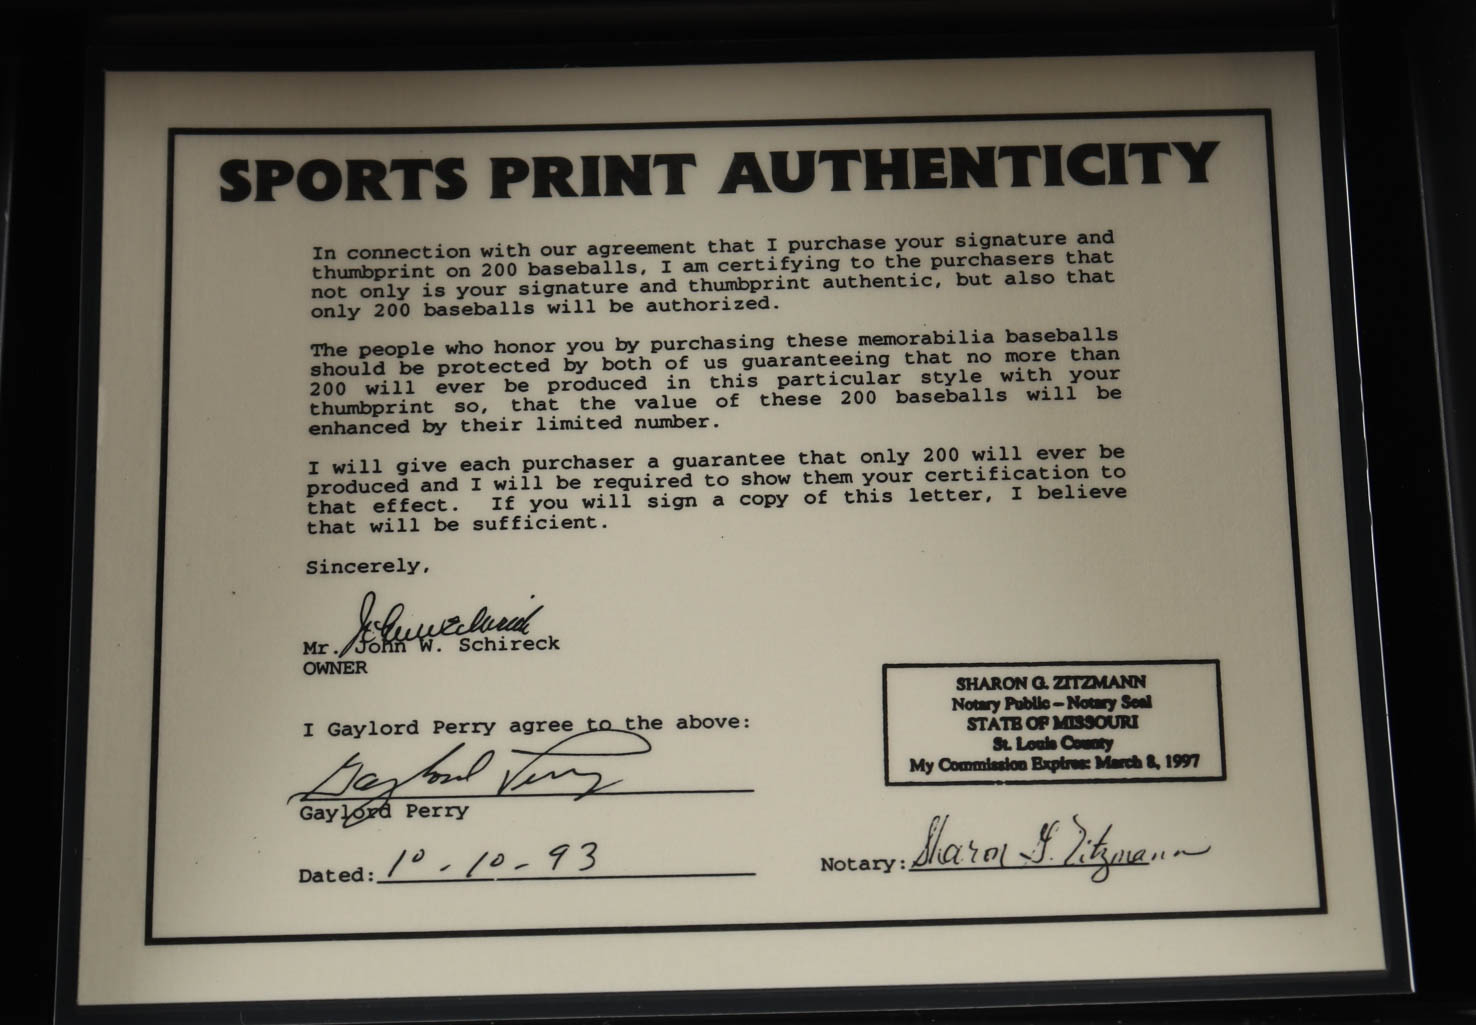 SPORTS PRINT AUTHENTICITY
In connection with our agreement that I purchase your signature and
thumbprint on 200 baseballs, I am certifying to the purchasers that
not only is your signature and thumbprint authentic, but also that
only 200 baseballs will be authorized.
The people who honor you by purchasing these memorabilia baseballs
should be protected by both of us guaranteeing that no more than
200 will ever be produced in this particular style with your
thumbprint so, that the value of these 200 baseballs will be
enhanced by their limited number.
I will give each purchaser a guarantee that only 200 will ever be
produced and I will be required to show them your certification to
that effect. If you will sign a copy of this letter, I believe
that will be sufficient.
Sincerely,
Mr. John W. Schireck
OWNER
SHARON G. ZITZMANN
Notary Public – Notary Seal
STATE OF MISSOURI
St. Louis County
My Commission Expires: March 8, 1997
I Gaylord Perry agree to the above:
Gaylord Perry
Gaylord Perry
Dated: 10-10-93
Notary: Sharon G. Zitzmann